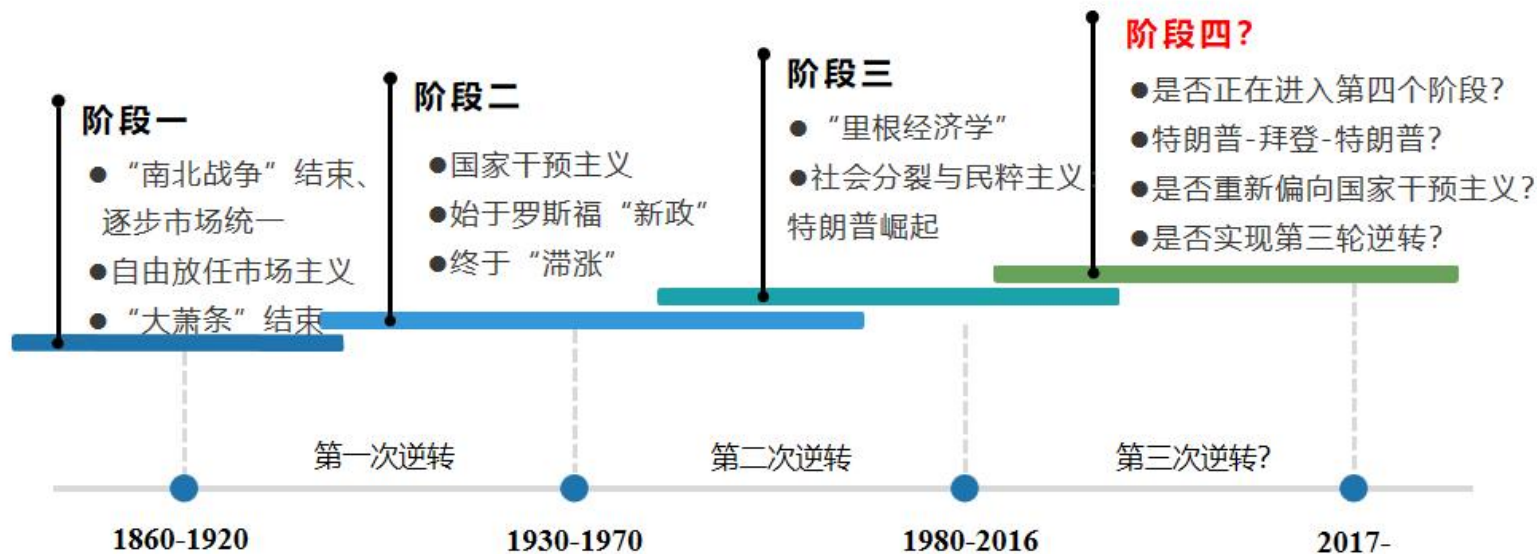 阶段一
●“南北战争”结束、
逐步市场统一
●自由放任市场主义
●“大萧条”结束
阶段二
●国家干预主义
●始于罗斯福“新政”
●终于“滞涨”
阶段三
●“里根经济学”
●社会分裂与民粹主义：
特朗普崛起
阶段四？
●是否正在进入第四个阶段？
●特朗普-拜登-特朗普？
●是否重新偏向国家干预主义？
●是否实现第三轮逆转？
第一次逆转
第二次逆转
第三次逆转？
1860-1920
1930-1970
1980-2016
2017-